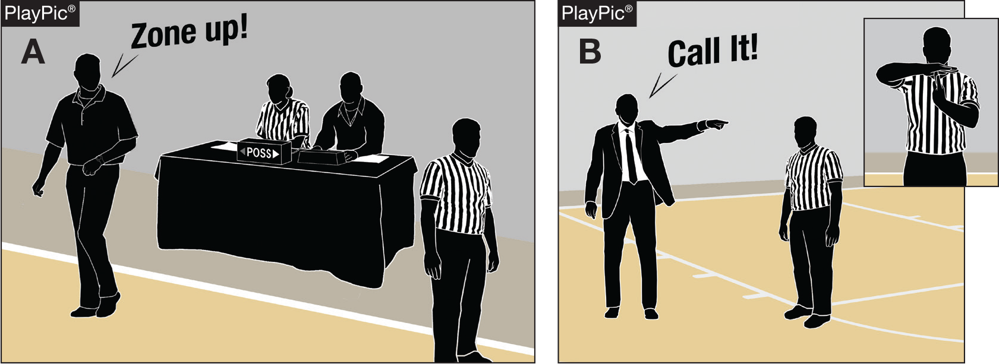 PlayPic®
A
Zone up!
◀POSS▶
PlayPic®
B
Call It!